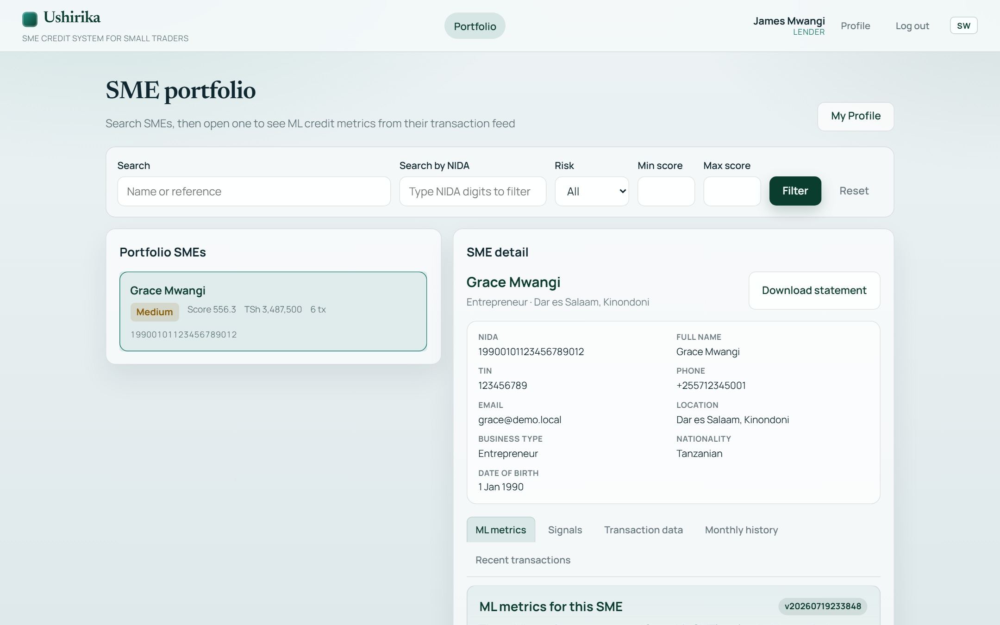 Ushirika
SME CREDIT SYSTEM FOR SMALL TRADERS
Portfolio
James Mwangi
LENDER
Profile
Log out
SW
SME portfolio
Search SMEs, then open one to see ML credit metrics from their transaction feed
My Profile
Search
Search by NIDA
Risk
Min score
Max score
Name or reference
Type NIDA digits to filter
All
Filter
Reset
Portfolio SMEs
Grace Mwangi
Medium Score 556.3 TSh 3,487,500 6 tx
19900101123456789012
SME detail
Grace Mwangi
Entrepreneur · Dar es Salaam, Kinondoni
Download statement
NIDA
19900101123456789012
FULL NAME
Grace Mwangi
TIN
123456789
PHONE
+255712345001
EMAIL
grace@demo.local
LOCATION
Dar es Salaam, Kinondoni
BUSINESS TYPE
Entrepreneur
NATIONALITY
Tanzanian
DATE OF BIRTH
1 Jan 1990
ML metrics
Signals
Transaction data
Monthly history
Recent transactions
ML metrics for this SME
v20260719233848